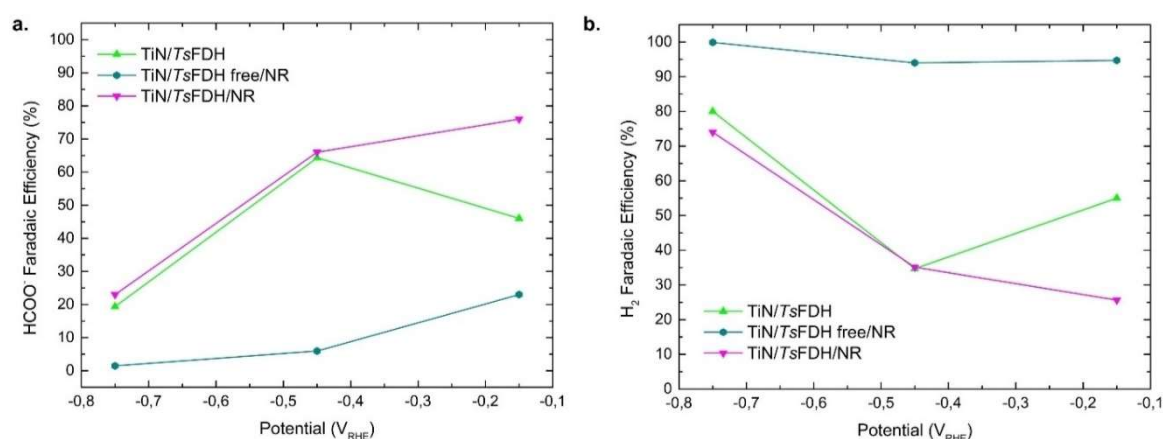 a.
HCOO⁻ Faradaic Efficiency (%)
100
90
80
70
60
50
40
30
20
10
0
TiN/TsFDH
TiN/TsFDH free/NR
TiN/TsFDH/NR
-0,8 -0,7 -0,6 -0,5 -0,4 -0,3 -0,2 -0,1
Potential (V_RHE)
b.
H₂ Faradaic Efficiency (%)
100
90
80
70
60
50
40
30
20
10
0
TiN/TsFDH
TiN/TsFDH free/NR
TiN/TsFDH/NR
-0,8 -0,7 -0,6 -0,5 -0,4 -0,3 -0,2 -0,1
Potential (V_RHE)